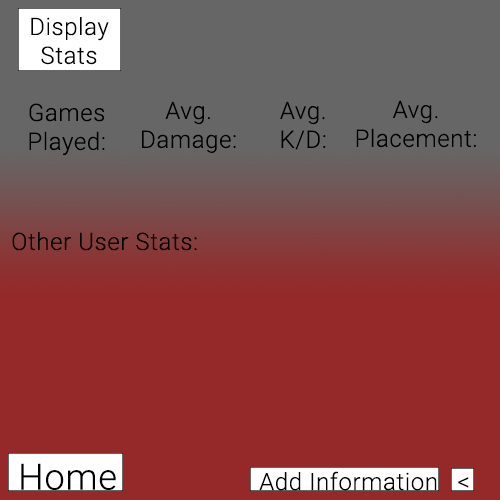 Display
Stats
Games
Played:
Avg.
Damage:
Avg.
K/D:
Avg.
Placement:
Other User Stats:
Home
Add Information
<